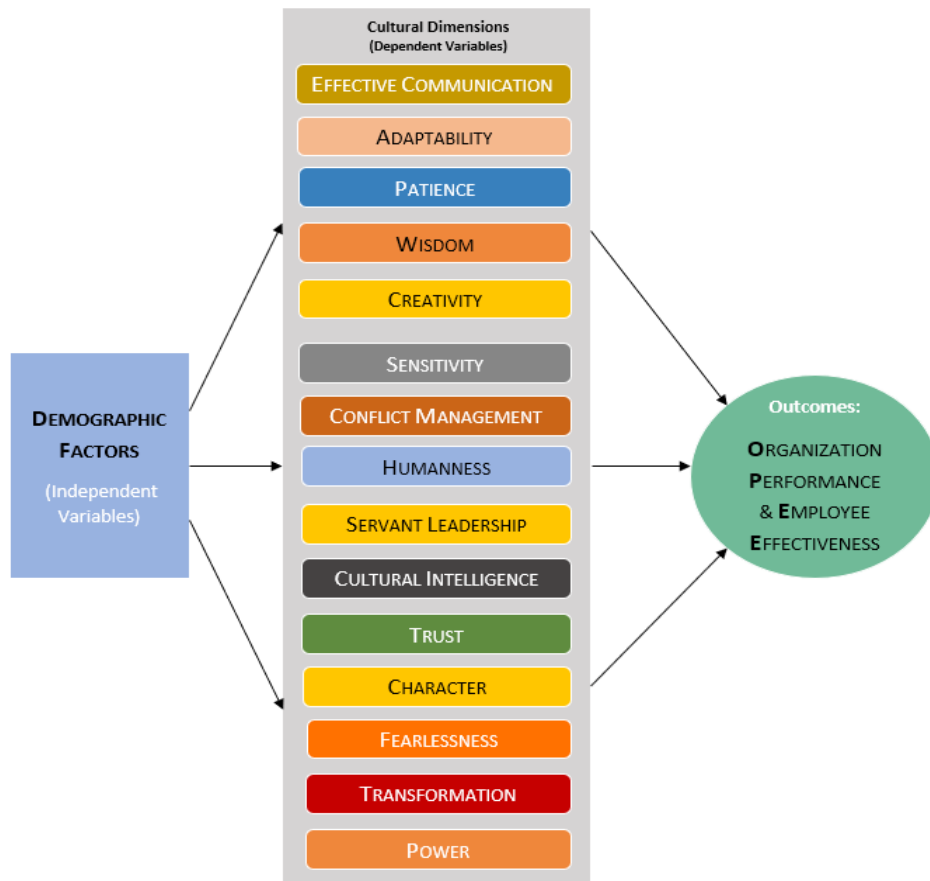 Cultural Dimensions
(Dependent Variables)
EFFECTIVE COMMUNICATION
ADAPTABILITY
PATIENCE
WISDOM
CREATIVITY
SENSITIVITY
CONFLICT MANAGEMENT
HUMANNESS
SERVANT LEADERSHIP
CULTURAL INTELLIGENCE
TRUST
CHARACTER
FEARLESSNESS
TRANSFORMATION
POWER
DEMOGRAPHIC
FACTORS
(Independent
Variables)
Outcomes:
ORGANIZATION
PERFORMANCE
& EMPLOYEE
EFFECTIVENESS